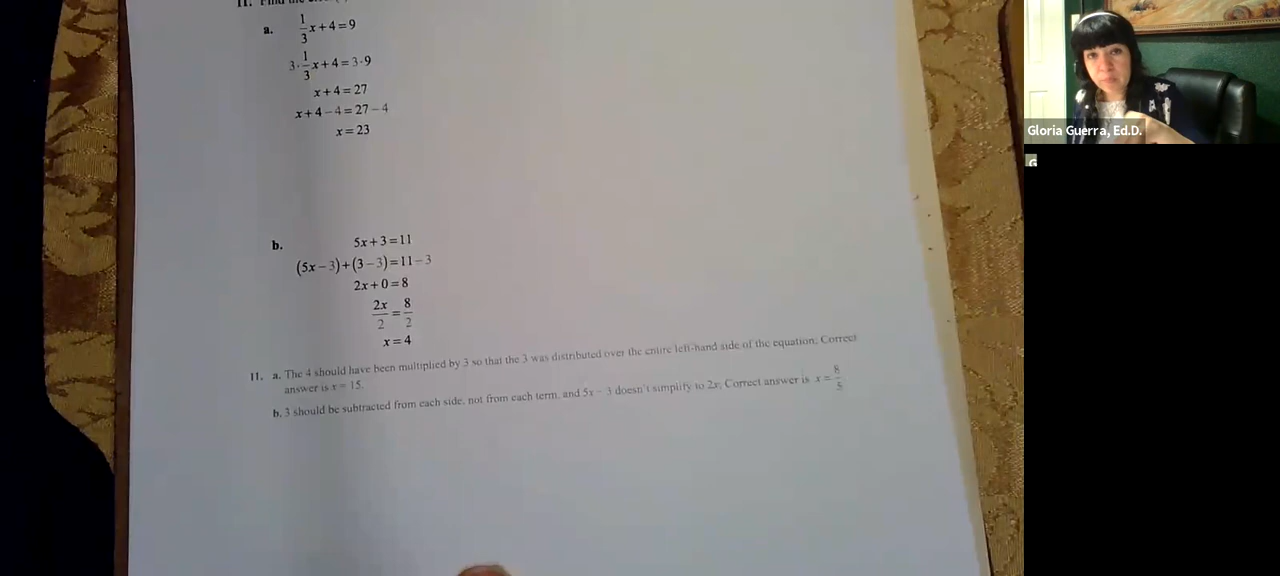 11. Find the
a. 1/3 x + 4 = 9
3 · 1/3 x + 4 = 3 · 9
x + 4 = 27
x + 4 – 4 = 27 – 4
x = 23
b. 5x + 3 = 11
(5x – 3) + (3 – 3) = 11 – 3
2x + 0 = 8
2x/2 = 8/2
x = 4
11. a. The 4 should have been multiplied by 3 so that the 3 was distributed over the entire left-hand side of the equation. Correct
answer is x = 15.
b. 3 should be subtracted from each side, not from each term, and 5x – 3 doesn't simplify to 2x. Correct answer is x = 8/5
Gloria Guerra, Ed.D.
G